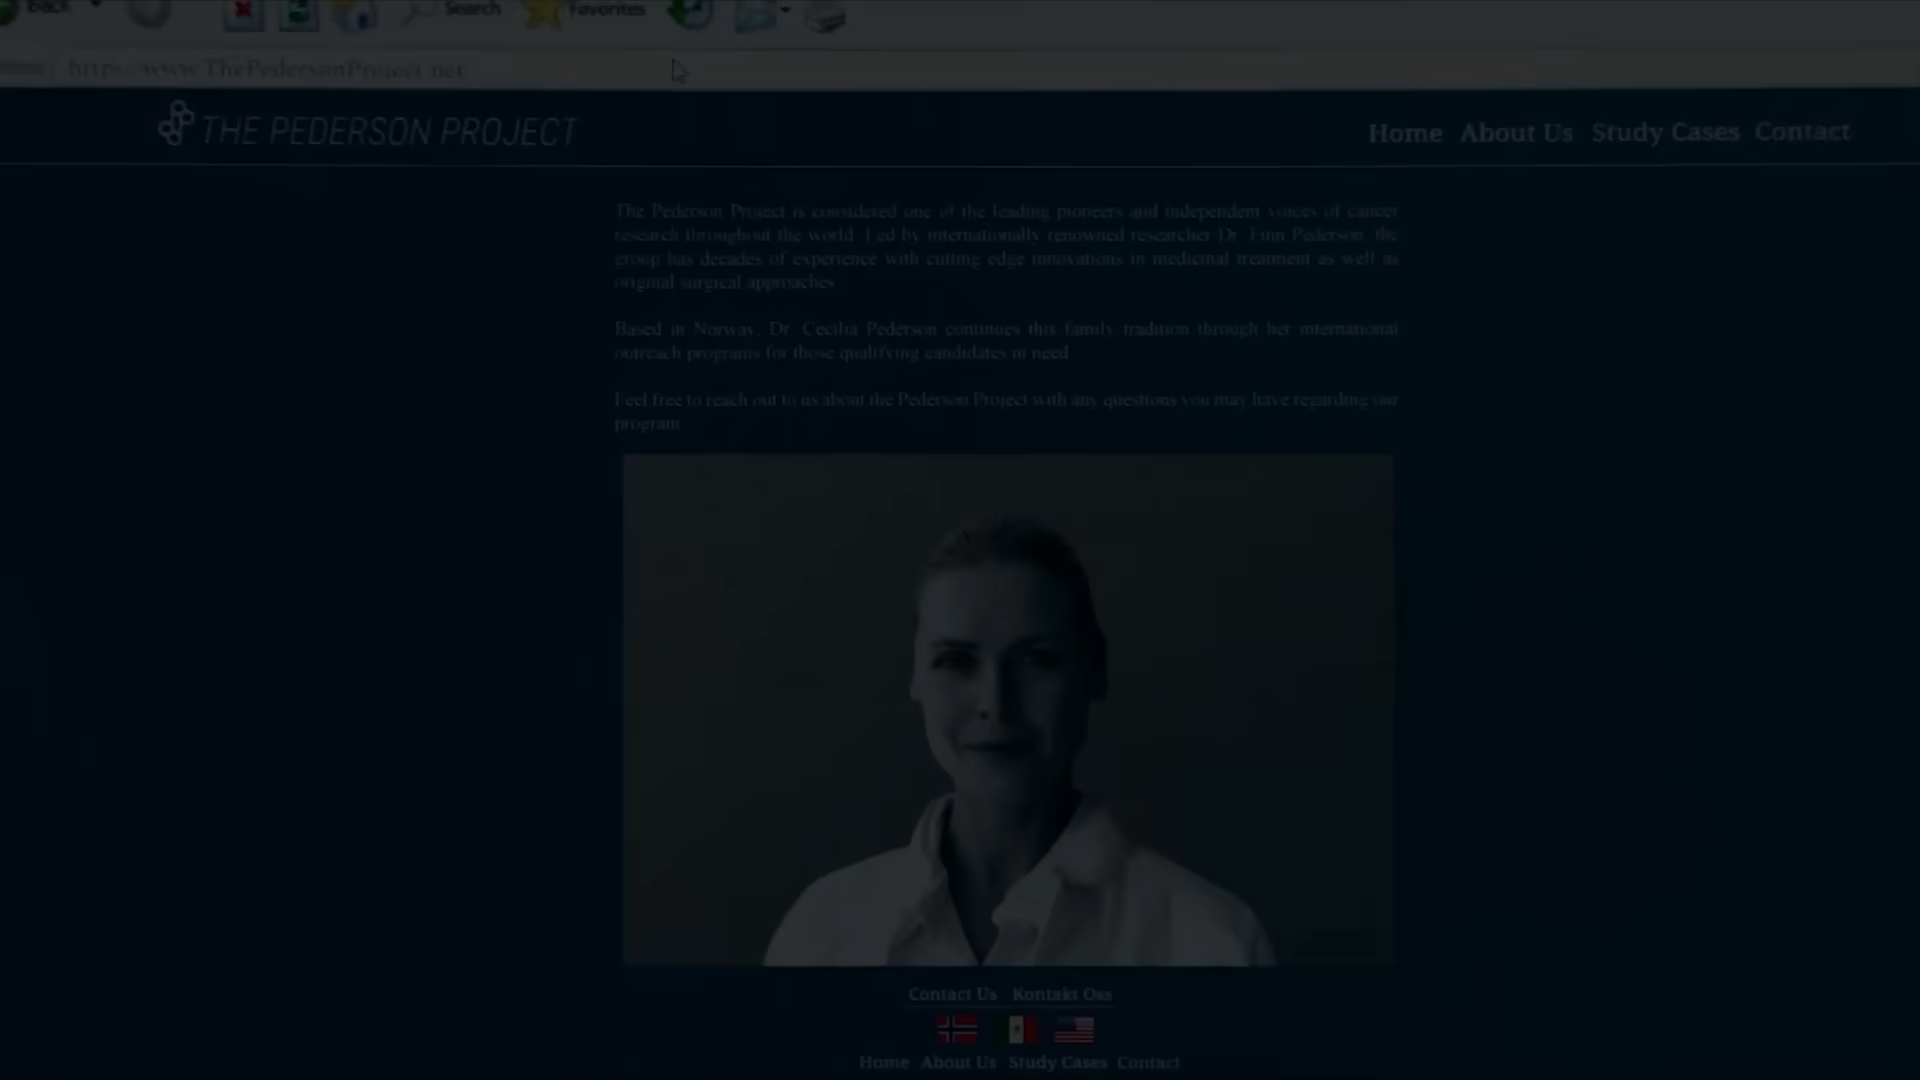 Back Search Favorites
https://www.ThePedersonProject.net
THE PEDERSON PROJECT
Home About Us Study Cases Contact
The Pederson Project is considered one of the leading pioneers and independent voices of cancer
research throughout the world. Led by internationally renowned researcher Dr. Finn Pederson, the
group has decades of experience with cutting edge innovations in medicinal treatment as well as
original surgical approaches
Based in Norway, Dr. Cecilia Pederson continues this family tradition through her international
outreach programs for those qualifying candidates in need
Feel free to reach out to us about the Pederson Project with any questions you may have regarding our
program
Contact Us Kontakt Oss
Home About Us Study Cases Contact